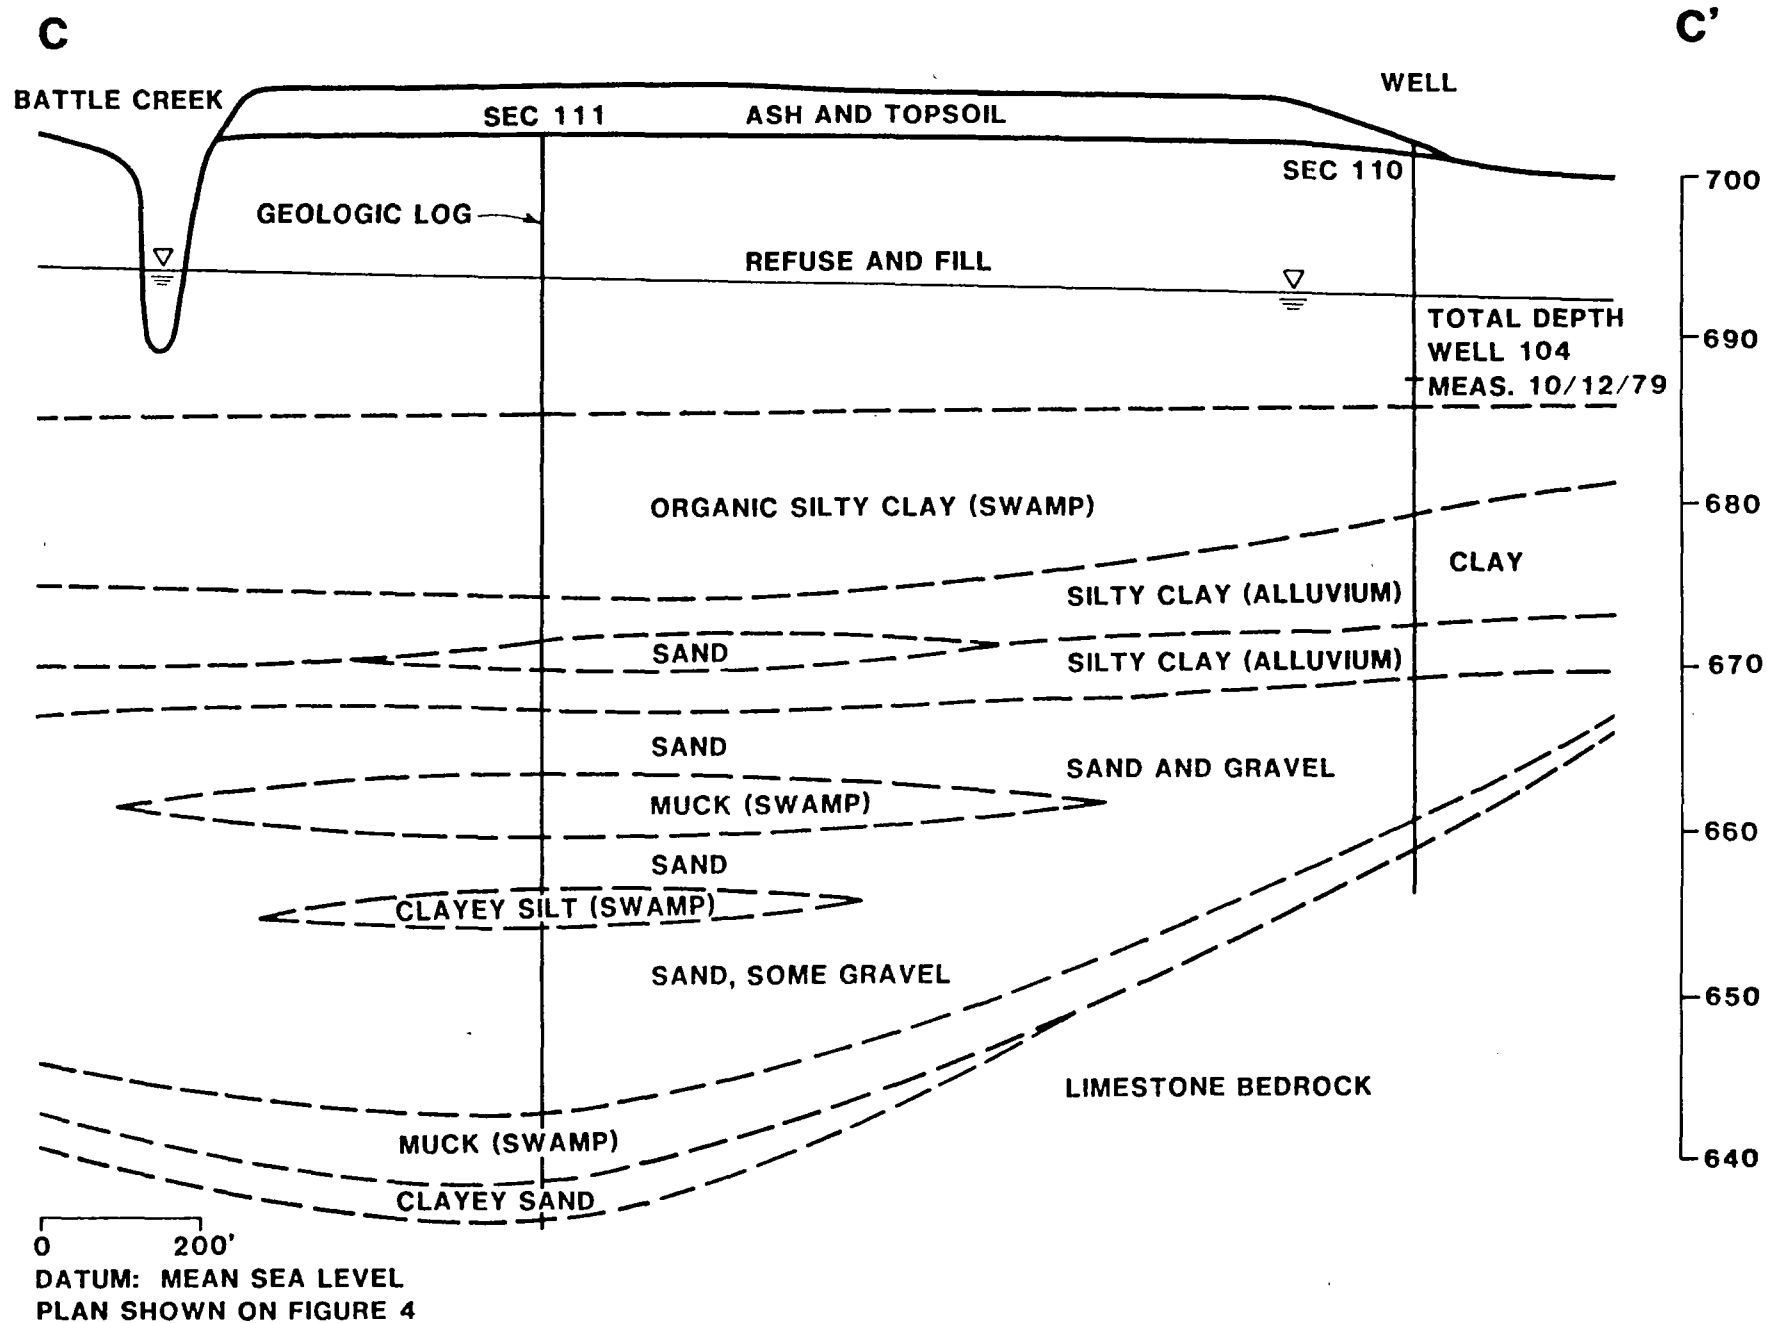 C
C'
BATTLE CREEK
WELL
SEC 111
ASH AND TOPSOIL
SEC 110
700
GEOLOGIC LOG
REFUSE AND FILL
TOTAL DEPTH
WELL 104
MEAS. 10/12/79
690
ORGANIC SILTY CLAY (SWAMP)
680
CLAY
SILTY CLAY (ALLUVIUM)
SAND
SILTY CLAY (ALLUVIUM)
670
SAND
SAND AND GRAVEL
MUCK (SWAMP)
660
SAND
CLAYEY SILT (SWAMP)
SAND, SOME GRAVEL
650
LIMESTONE BEDROCK
MUCK (SWAMP)
640
CLAYEY SAND
0 200'
DATUM: MEAN SEA LEVEL
PLAN SHOWN ON FIGURE 4